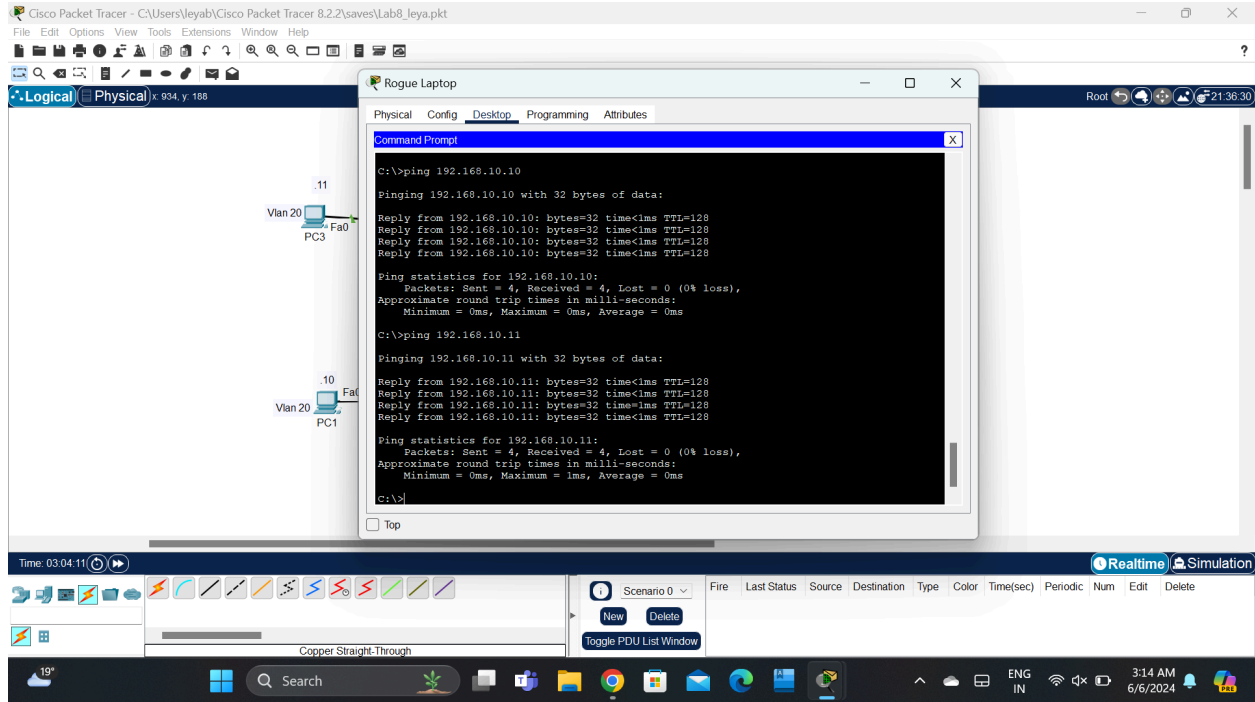 Cisco Packet Tracer - C:\Users\leyab\Cisco Packet Tracer 8.2.2\saves\Lab8_leya.pkt
File Edit Options View Tools Extensions Window Help
?
Logical Physical x: 934, y: 188
Root 21:36:30
.11
Vlan 20
Fa0
PC3
.10
Fa0
Vlan 20
PC1
Rogue Laptop
Physical Config Desktop Programming Attributes
Command Prompt X
C:\>ping 192.168.10.10
Pinging 192.168.10.10 with 32 bytes of data:
Reply from 192.168.10.10: bytes=32 time<1ms TTL=128
Reply from 192.168.10.10: bytes=32 time<1ms TTL=128
Reply from 192.168.10.10: bytes=32 time<1ms TTL=128
Reply from 192.168.10.10: bytes=32 time<1ms TTL=128
Ping statistics for 192.168.10.10:
Packets: Sent = 4, Received = 4, Lost = 0 (0% loss),
Approximate round trip times in milli-seconds:
Minimum = 0ms, Maximum = 0ms, Average = 0ms
C:\>ping 192.168.10.11
Pinging 192.168.10.11 with 32 bytes of data:
Reply from 192.168.10.11: bytes=32 time<1ms TTL=128
Reply from 192.168.10.11: bytes=32 time<1ms TTL=128
Reply from 192.168.10.11: bytes=32 time=1ms TTL=128
Reply from 192.168.10.11: bytes=32 time<1ms TTL=128
Ping statistics for 192.168.10.11:
Packets: Sent = 4, Received = 4, Lost = 0 (0% loss),
Approximate round trip times in milli-seconds:
Minimum = 0ms, Maximum = 1ms, Average = 0ms
C:\>
Top
Time: 03:04:11
Realtime Simulation
Scenario 0
New Delete
Toggle PDU List Window
Fire Last Status Source Destination Type Color Time(sec) Periodic Num Edit Delete
Copper Straight-Through
19°
Search
ENG
IN
3:14 AM
6/6/2024
PRE